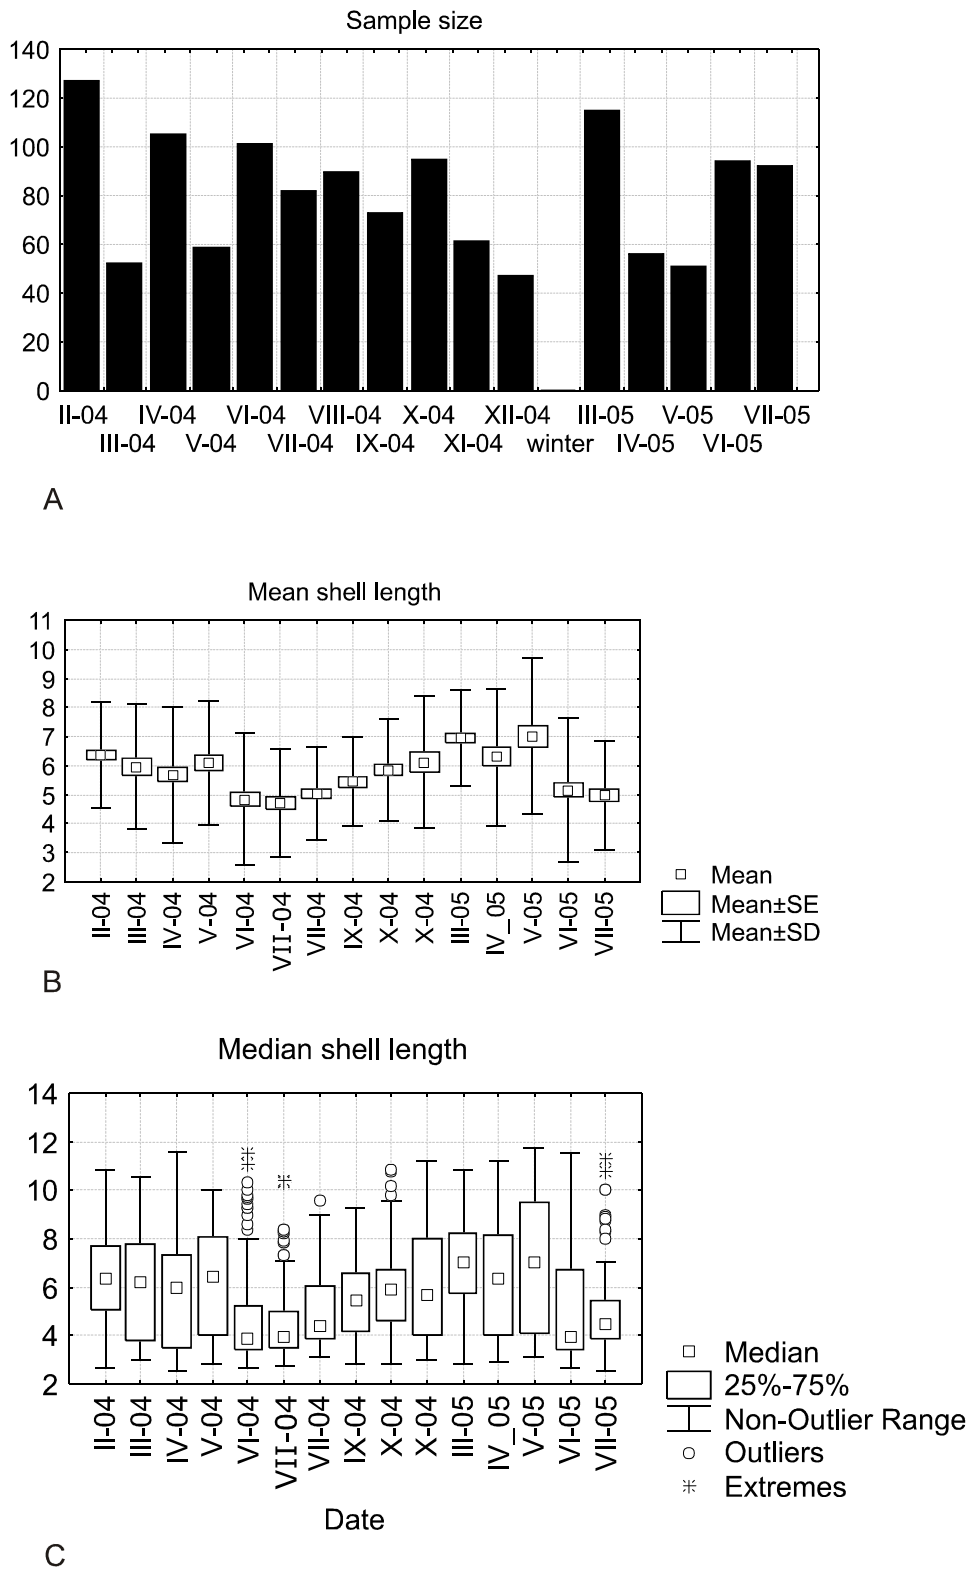 Sample size
140
120
100
80
60
40
20
0
II-04 IV-04 VI-04 VIII-04 X-04 XII-04 III-05 V-05 VII-05
III-04 V-04 VII-04 IX-04 XI-04 winter IV-05 VI-05
A
Mean shell length
11
10
9
8
7
6
5
4
3
2
II-04 III-04 IV-04 V-04 VI-04 VII-04 VII-04 IX-04 X-04 X-04 III-05 IV_05 V-05 VI-05 VII-05
Mean
Mean±SE
Mean±SD
B
Median shell length
14
12
10
8
6
4
2
II-04 III-04 IV-04 V-04 VI-04 VII-04 VII-04 IX-04 X-04 X-04 III-05 IV_05 V-05 VI-05 VII-05
Median
25%-75%
Non-Outlier Range
Outliers
Extremes
Date
C